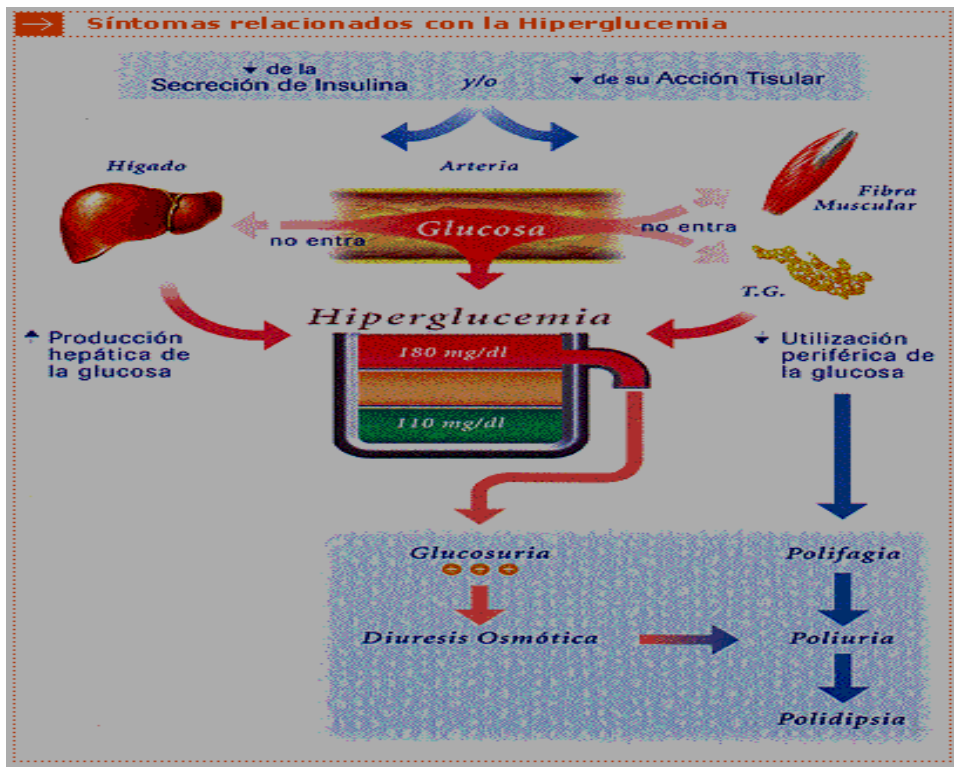 Síntomas relacionados con la Hiperglucemia
de la
Secreción de Insulina
y/o
de su Acción Tisular
Hígado
Arteria
Fibra
Muscular
Glucosa
no entra
no entra
T.G.
Hiperglucemia
180 mg/dl
110 mg/dl
Producción
hepática de
la glucosa
Utilización
periférica de
la glucosa
Glucosuria
+ + +
Polifagia
Diuresis Osmótica
Poliuria
Polidipsia